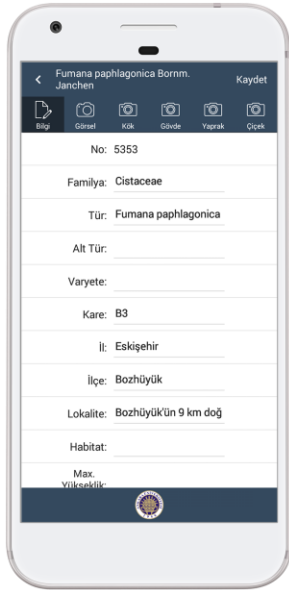 Fumana paphlagonica Bornm.
Janchen
Kaydet
Bilgi Görsel Kök Gövde Yaprak Çiçek
No: 5353
Familya: Cistaceae
Tür: Fumana paphlagonica
Alt Tür:
Varyete:
Kare: B3
İl: Eskişehir
İlçe: Bozhüyük
Lokalite: Bozhüyük'ün 9 km doğ
Habitat:
Max.
Yükseklik: